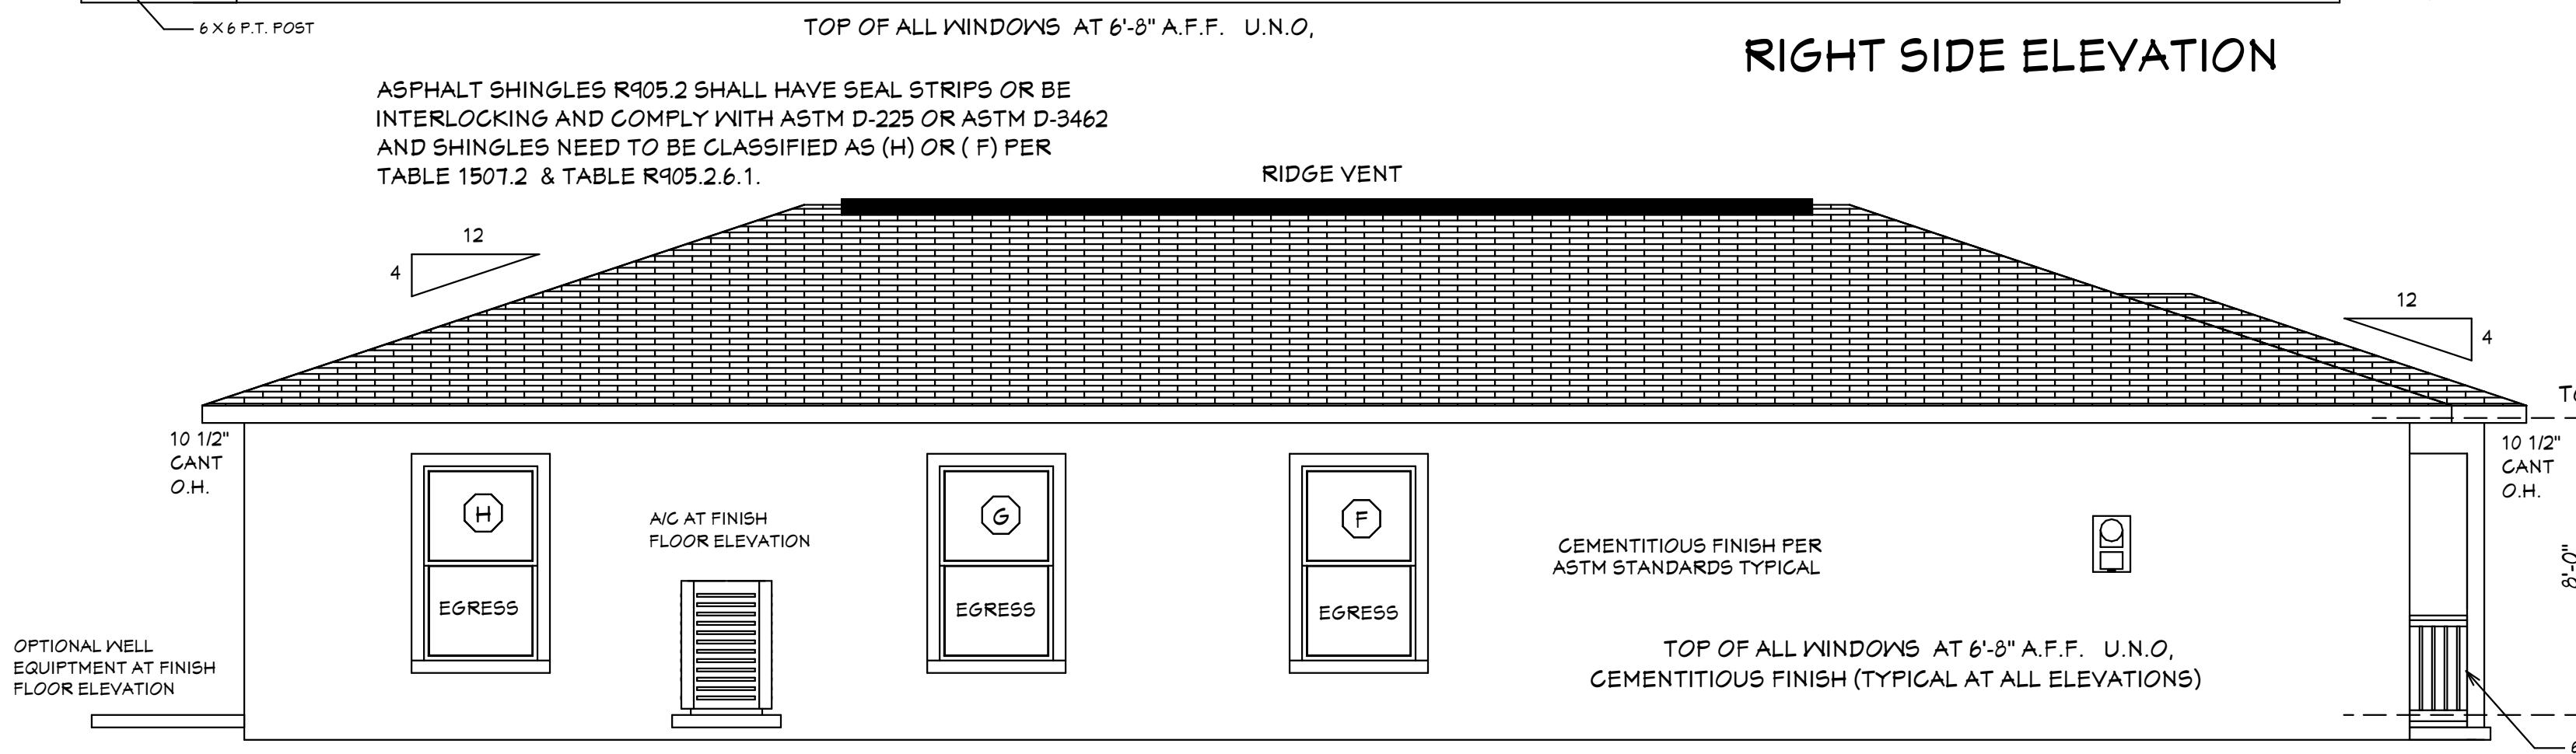 6 X 6 P.T. POST
TOP OF ALL WINDOWS AT 6'-8" A.F.F. U.N.O,
RIGHT SIDE ELEVATION
ASPHALT SHINGLES R905.2 SHALL HAVE SEAL STRIPS OR BE
INTERLOCKING AND COMPLY WITH ASTM D-225 OR ASTM D-3462
AND SHINGLES NEED TO BE CLASSIFIED AS (H) OR ( F) PER
TABLE 1507.2 & TABLE R905.2.6.1.
RIDGE VENT
12
4
12
4
10 1/2"
CANT
O.H.
10 1/2"
CANT
O.H.
H
EGRESS
A/C AT FINISH
FLOOR ELEVATION
G
EGRESS
F
EGRESS
CEMENTITIOUS FINISH PER
ASTM STANDARDS TYPICAL
8'-0"
OPTIONAL WELL
EQUIPTMENT AT FINISH
FLOOR ELEVATION
TOP OF ALL WINDOWS AT 6'-8" A.F.F. U.N.O,
CEMENTITIOUS FINISH (TYPICAL AT ALL ELEVATIONS)